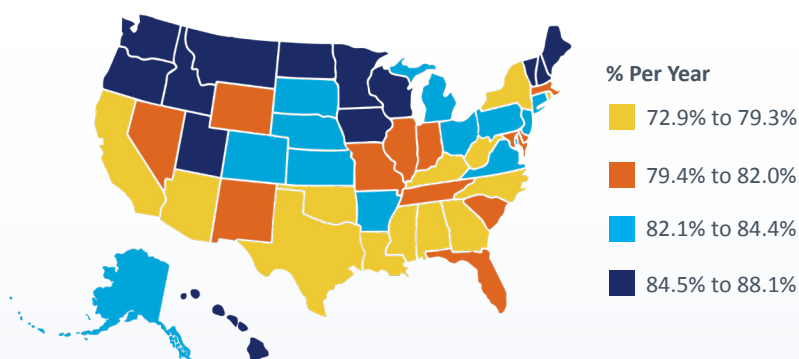 % Per Year
72.9% to 79.3%
79.4% to 82.0%
82.1% to 84.4%
84.5% to 88.1%